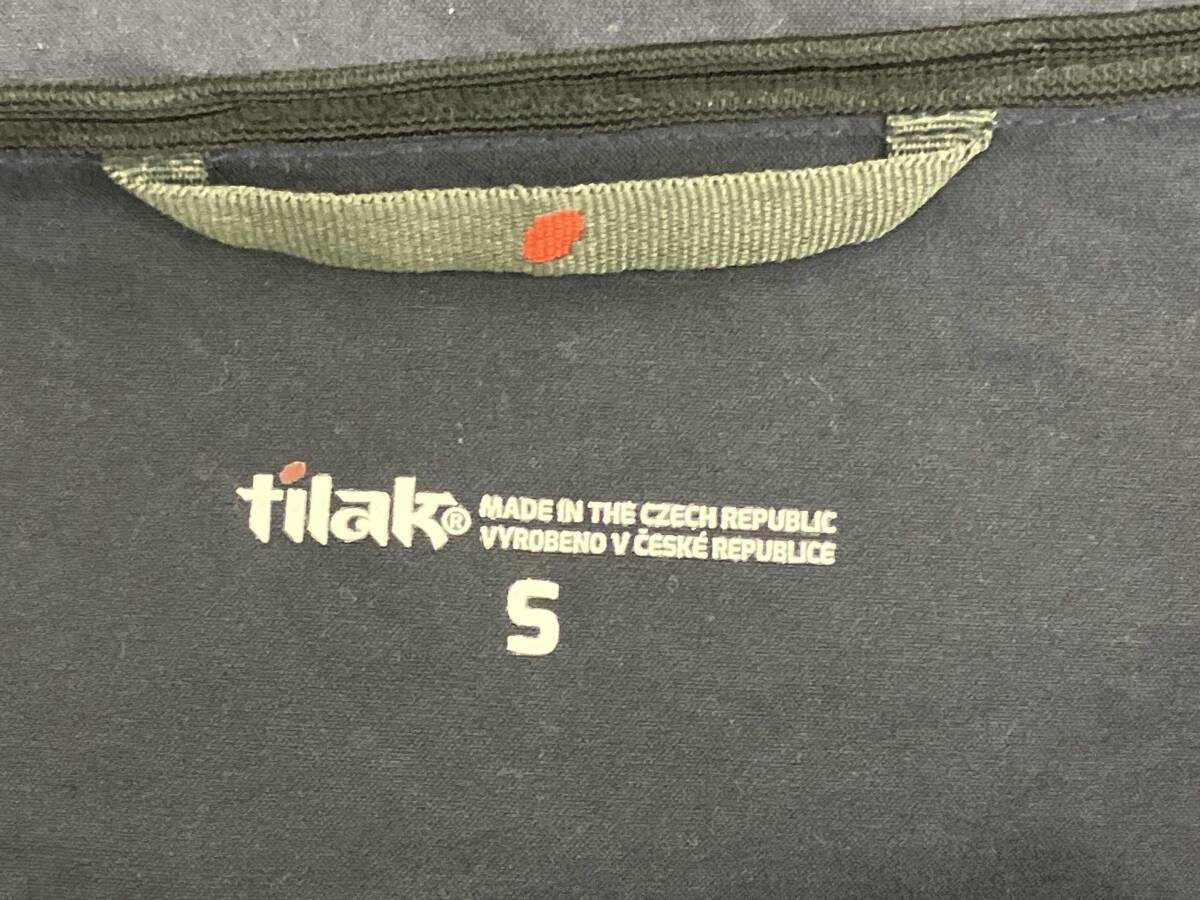 tilak®
MADE IN THE CZECH REPUBLIC
VYROBENO V ČESKÉ REPUBLICE
S